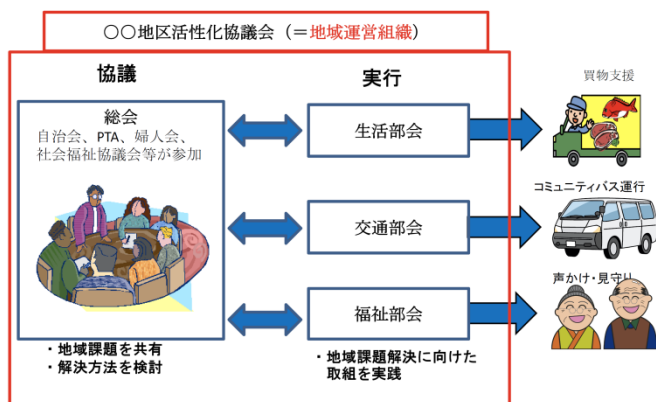 〇〇地区活性化協議会（＝地域運営組織）
協議
実行
総会
自治会、PTA、婦人会、
社会福祉協議会等が参加
・地域課題を共有
・解決方法を検討
生活部会
交通部会
福祉部会
・地域課題解決に向けた
取組を実践
買物支援
コミュニティバス運行
声かけ・見守り